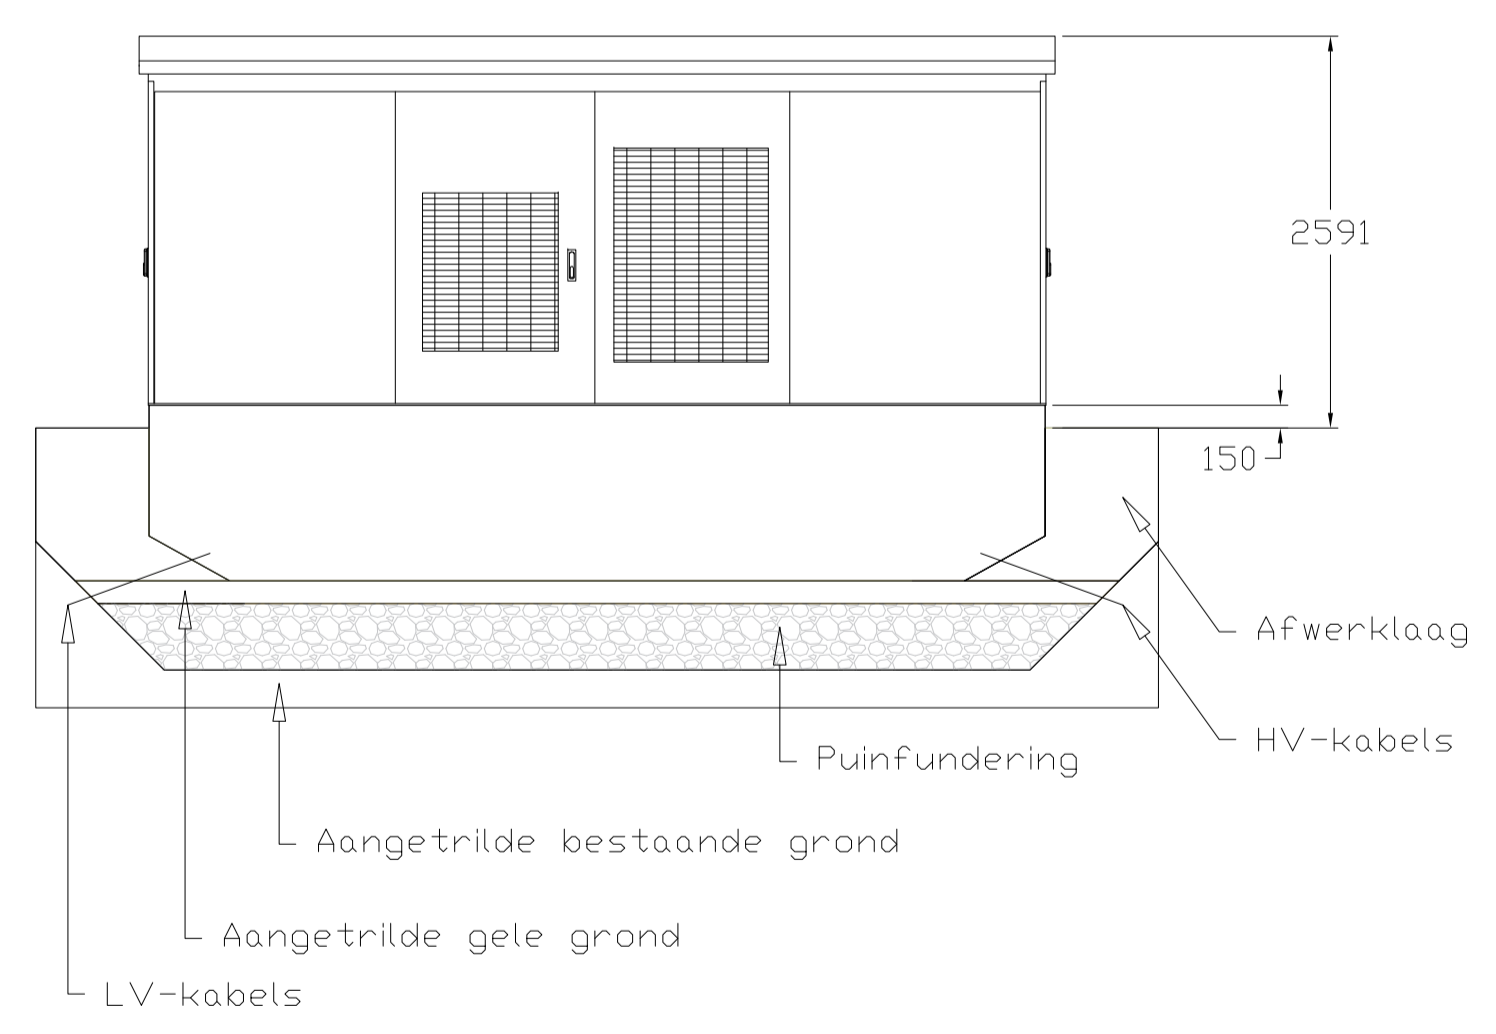 2591
150
Afwerklaag
HV-kabels
Puinfundering
Aangetrilde bestaande grond
Aangetrilde gele grond
LV-kabels